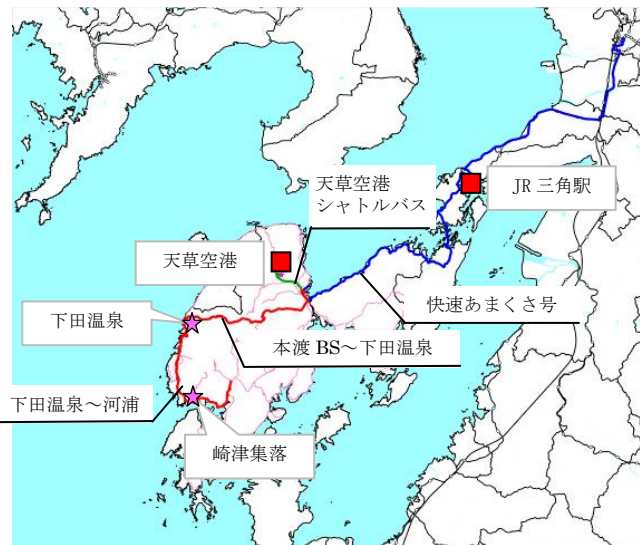 天草空港
シャトルバス
JR 三角駅
天草空港
快速あまくさ号
下田温泉
本渡 BS～下田温泉
下田温泉～河浦
崎津集落